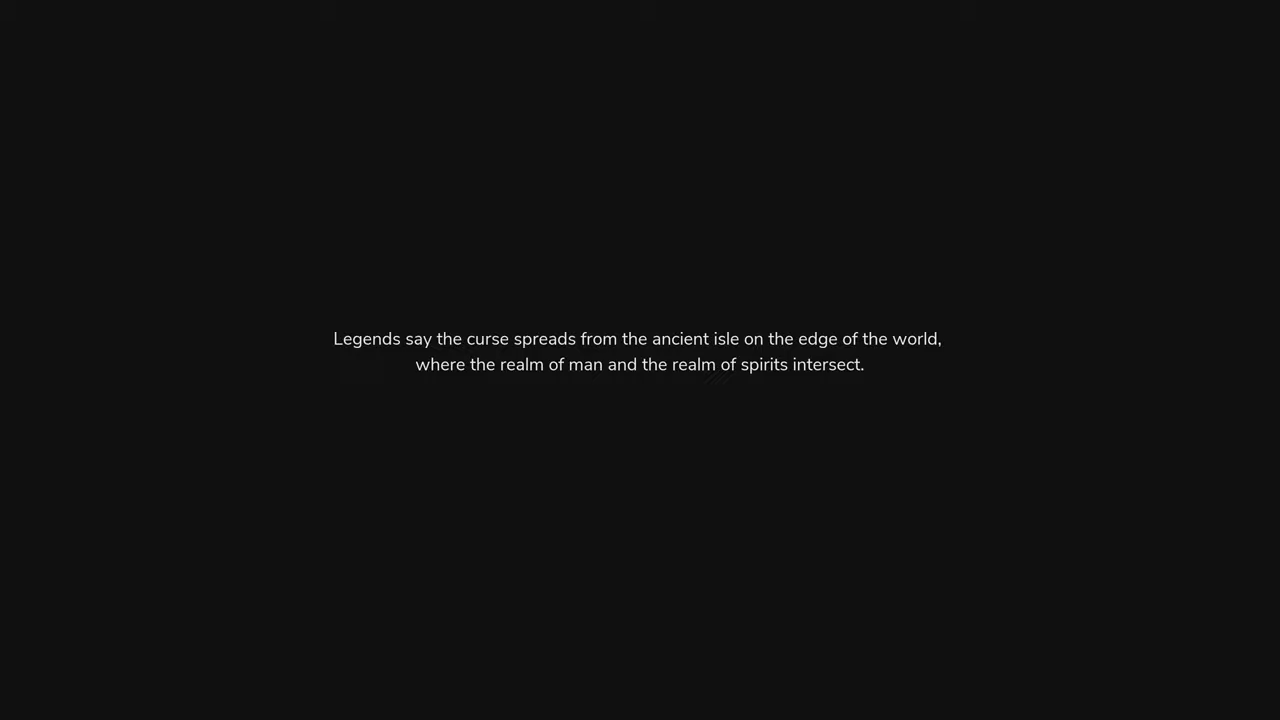 Legends say the curse spreads from the ancient isle on the edge of the world,
where the realm of man and the realm of spirits intersect.